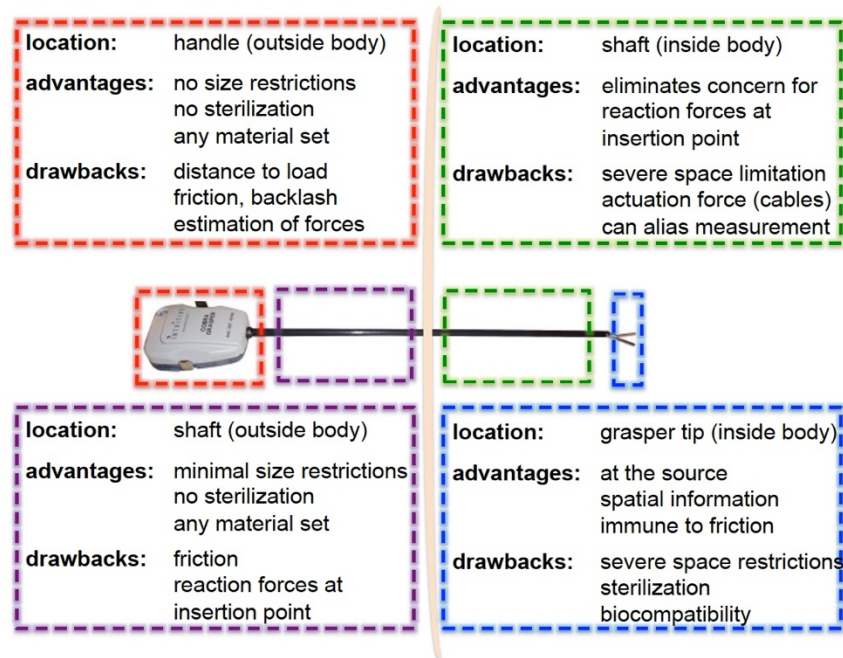 location: handle (outside body)
advantages: no size restrictions
no sterilization
any material set
drawbacks: distance to load
friction, backlash
estimation of forces
location: shaft (inside body)
advantages: eliminates concern for
reaction forces at
insertion point
drawbacks: severe space limitation
actuation force (cables)
can alias measurement
INTUITIVE
COBRA
GRASPER
location: shaft (outside body)
advantages: minimal size restrictions
no sterilization
any material set
drawbacks: friction
reaction forces at
insertion point
location: grasper tip (inside body)
advantages: at the source
spatial information
immune to friction
drawbacks: severe space restrictions
sterilization
biocompatibility